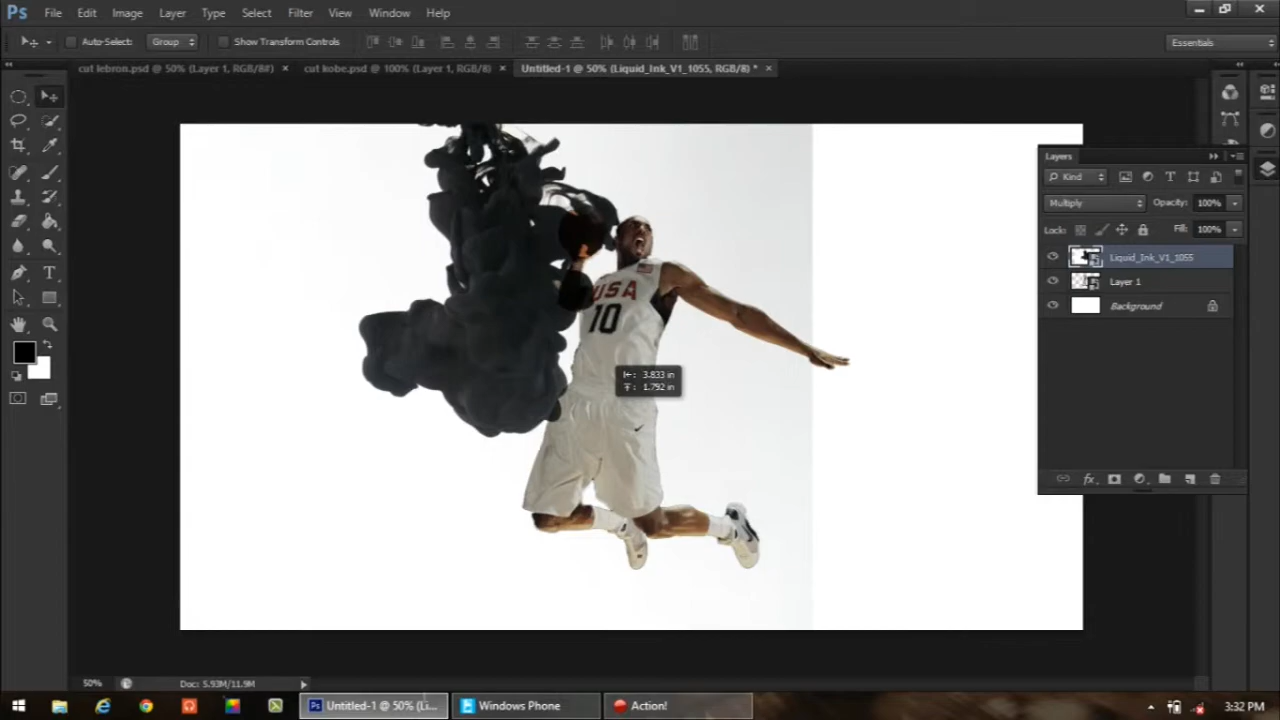 Ps File Edit Image Layer Type Select Filter View Window Help
Auto-Select: Group Show Transform Controls Essentials
cut lebron.psd @ 50% (Layer 1, RGB/8#) × cut kobe.psd @ 100% (Layer 1, RGB/8) × Untitled-1 @ 50% (Liquid_Ink_V1_1055, RGB/8) * ×
Layers
Kind
Multiply Opacity: 100%
Lock: Fill: 100%
Liquid_Ink_V1_1055
Layer 1
Background
USA
10
3.833 in
1.792 in
50% Doc: 5.93M/11.9M
Untitled-1 @ 50% (Li... Windows Phone Action! 3:32 PM